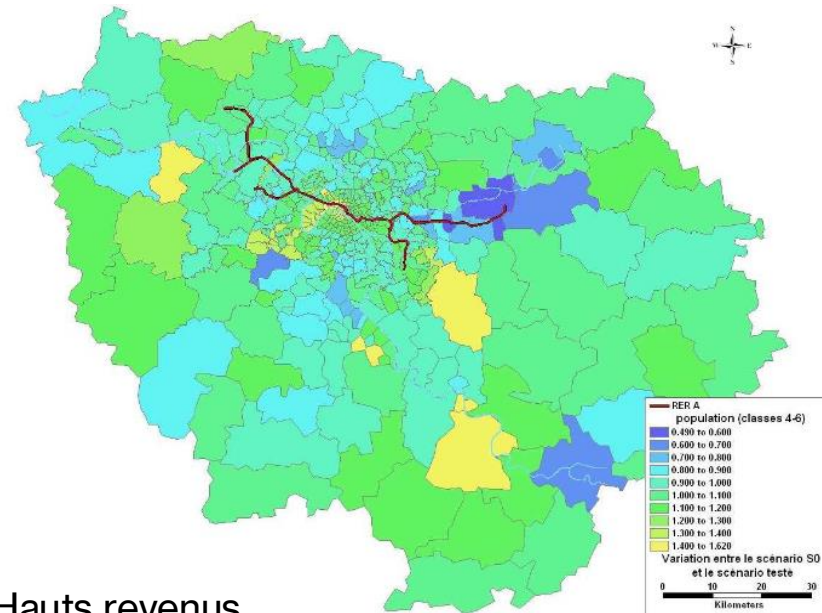 N
W E
S
RER A
population (classes 4-6)
0.490 to 0.600
0.600 to 0.700
0.700 to 0.800
0.800 to 0.900
0.900 to 1.000
1.000 to 1.100
1.100 to 1.200
1.200 to 1.300
1.300 to 1.400
1.400 to 1.620
Variation entre le scénario S0
et le scénario testé
0 10 20 30
Kilometers
Hauts revenus